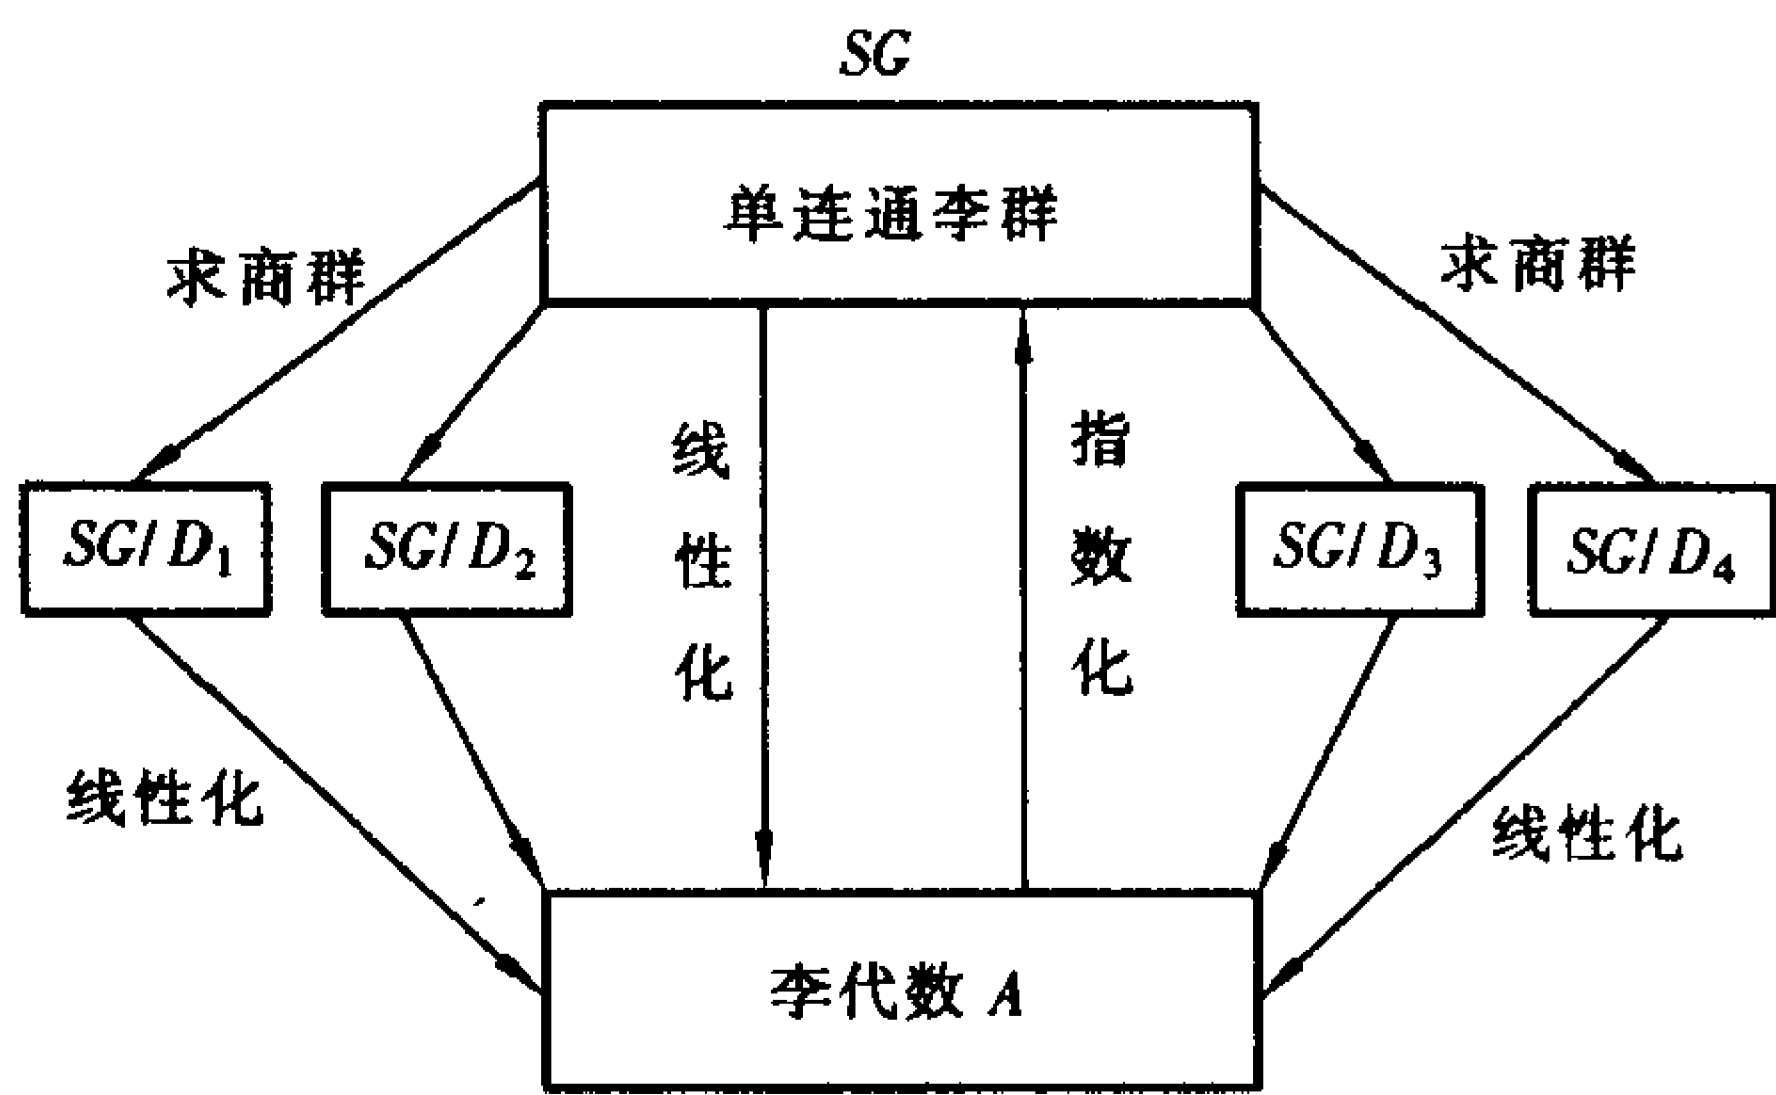 SG
单连通李群
求商群
求商群
线性化
指数化
SG/D₁
SG/D₂
SG/D₃
SG/D₄
线性化
线性化
李代数 A